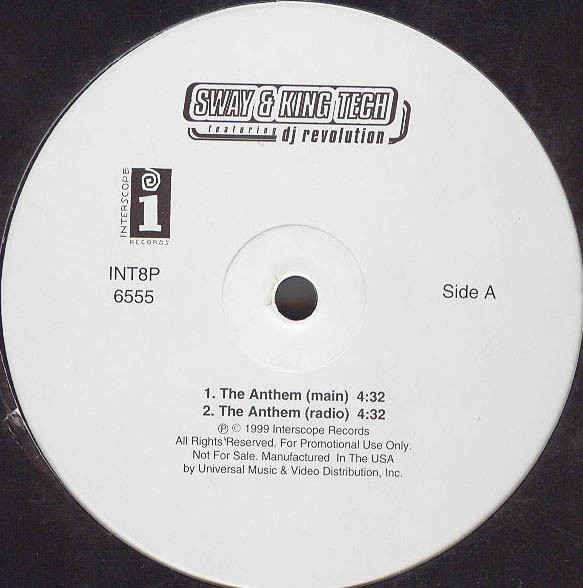 SWAY & KING TECH
featuring dj revolution
INTERSCOPE
1
RECORDS
INT8P
6555
Side A
1. The Anthem (main) 4:32
2. The Anthem (radio) 4:32
℗ © 1999 Interscope Records
All Rights Reserved. For Promotional Use Only.
Not For Sale. Manufactured In The USA
by Universal Music & Video Distribution, Inc.